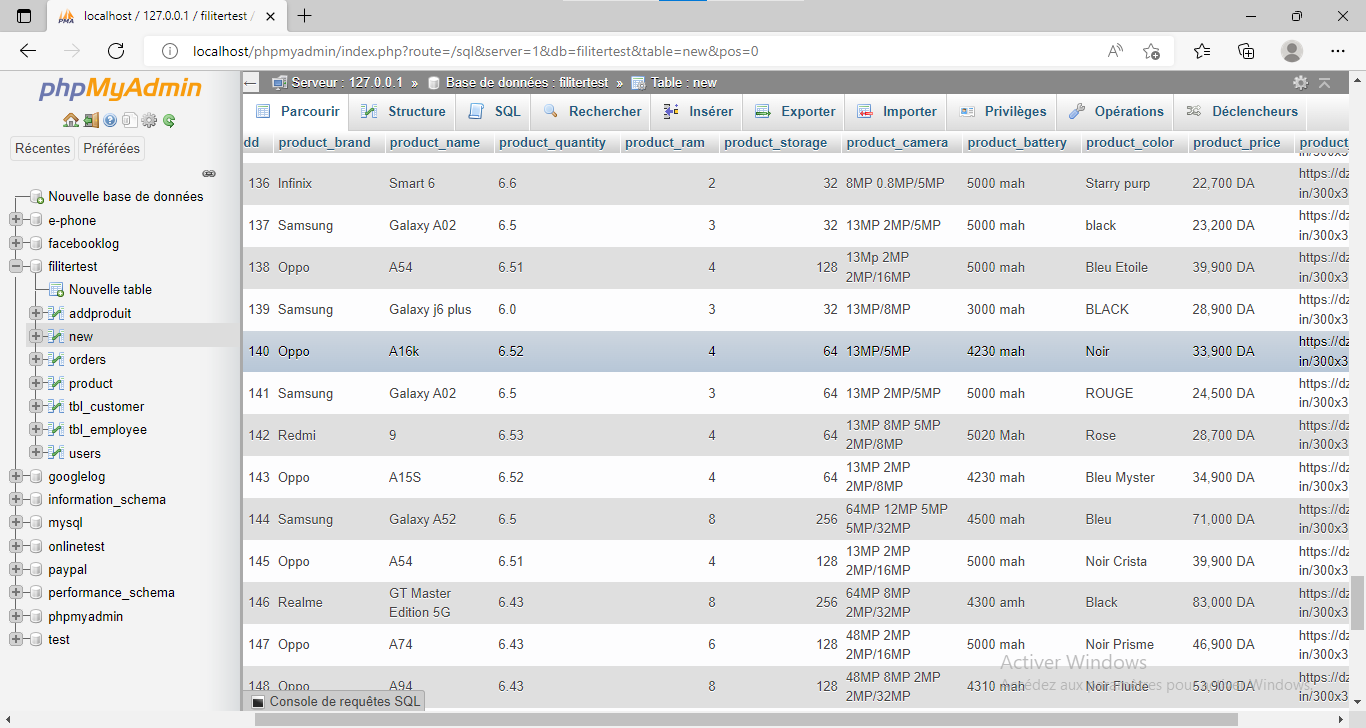 localhost / 127.0.0.1 / filitertest /
localhost/phpmyadmin/index.php?route=/sql&server=1&db=filitertest&table=new&pos=0
phpMyAdmin
Récentes Préférées
Nouvelle base de données
e-phone
facebooklog
filitertest
Nouvelle table
addproduit
new
orders
product
tbl_customer
tbl_employee
users
googlelog
information_schema
mysql
onlinetest
paypal
performance_schema
phpmyadmin
test
Serveur : 127.0.0.1 » Base de données : filitertest » Table : new
Parcourir Structure SQL Rechercher Insérer Exporter Importer Privilèges Opérations Déclencheurs
dd product_brand product_name product_quantity product_ram product_storage product_camera product_battery product_color product_price product
in/300x3
136 Infinix Smart 6 6.6 2 32 8MP 0.8MP/5MP 5000 mah Starry purp 22,700 DA https://dz
in/300x3
137 Samsung Galaxy A02 6.5 3 32 13MP 2MP/5MP 5000 mah black 23,200 DA https://dz
in/300x3
138 Oppo A54 6.51 4 128 13Mp 2MP 5000 mah Bleu Etoile 39,900 DA https://dz
2MP/16MP in/300x3
139 Samsung Galaxy j6 plus 6.0 3 32 13MP/8MP 3000 mah BLACK 28,900 DA https://dz
in/300x3
140 Oppo A16k 6.52 4 64 13MP/5MP 4230 mah Noir 33,900 DA https://dz
in/300x3
141 Samsung Galaxy A02 6.5 3 64 13MP 2MP/5MP 5000 mah ROUGE 24,500 DA https://dz
in/300x3
142 Redmi 9 6.53 4 64 13MP 8MP 5MP 5020 Mah Rose 28,700 DA https://dz
2MP/8MP in/300x3
143 Oppo A15S 6.52 4 64 13MP 2MP 4230 mah Bleu Myster 34,900 DA https://dz
2MP/8MP in/300x3
144 Samsung Galaxy A52 6.5 8 256 64MP 12MP 5MP 4500 mah Bleu 71,000 DA https://dz
5MP/32MP in/300x3
145 Oppo A54 6.51 4 128 13MP 2MP 5000 mah Noir Crista 39,900 DA https://dz
2MP/16MP in/300x3
146 Realme GT Master 6.43 8 256 64MP 8MP 4300 amh Black 83,000 DA https://dz
Edition 5G 2MP/32MP in/300x3
147 Oppo A74 6.43 6 128 48MP 2MP 5000 mah Noir Prisme 46,900 DA https://dz
2MP/16MP in/300x3
148 Oppo A94 6.43 8 128 48MP 8MP 2MP 4310 mah Noir Fluide 53,900 DA https://dz
2MP/32MP in/300x3
Activer Windows
Accédez aux paramètres pour activer Windows.
Console de requêtes SQL